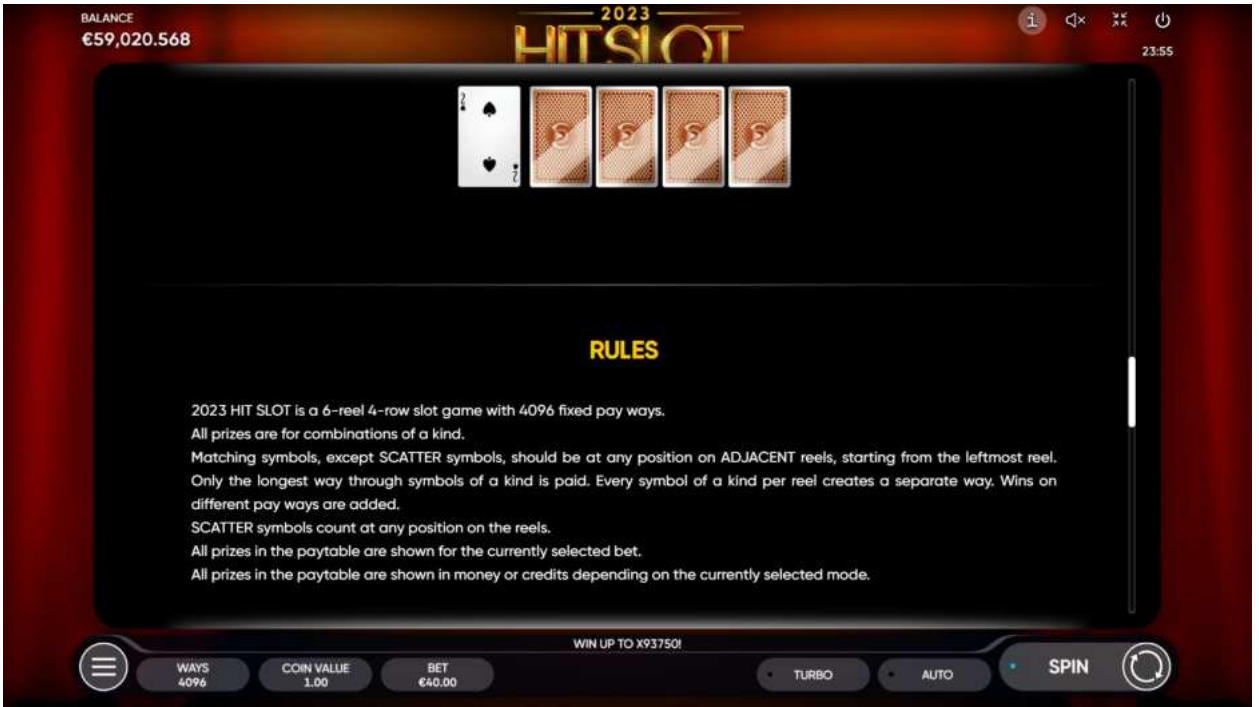 BALANCE
€59,020.568
2023
HIT SLOT
23:55
2
2
RULES
2023 HIT SLOT is a 6-reel 4-row slot game with 4096 fixed pay ways.
All prizes are for combinations of a kind.
Matching symbols, except SCATTER symbols, should be at any position on ADJACENT reels, starting from the leftmost reel.
Only the longest way through symbols of a kind is paid. Every symbol of a kind per reel creates a separate way. Wins on
different pay ways are added.
SCATTER symbols count at any position on the reels.
All prizes in the paytable are shown for the currently selected bet.
All prizes in the paytable are shown in money or credits depending on the currently selected mode.
WIN UP TO X93750!
WAYS
4096
COIN VALUE
1.00
BET
€40.00
TURBO
AUTO
SPIN